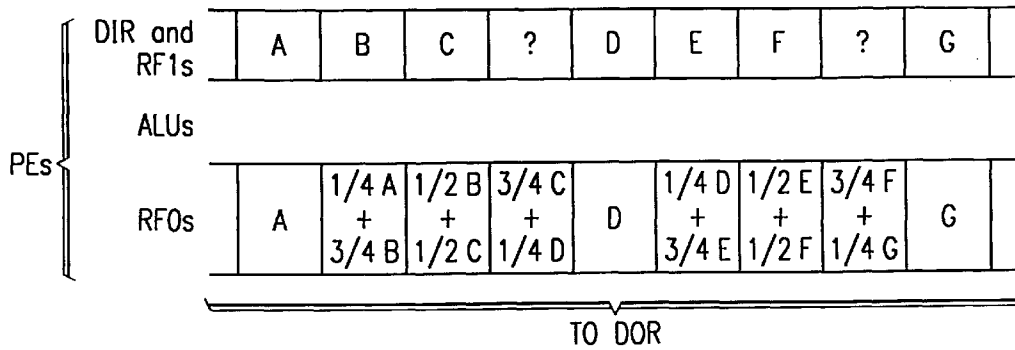 DIR and
RF1s
A B C ? D E F ? G
ALUs
PEs
RF0s
A
1/4 A
+
3/4 B
1/2 B
+
1/2 C
3/4 C
+
1/4 D
D
1/4 D
+
3/4 E
1/2 E
+
1/2 F
3/4 F
+
1/4 G
G
TO DOR